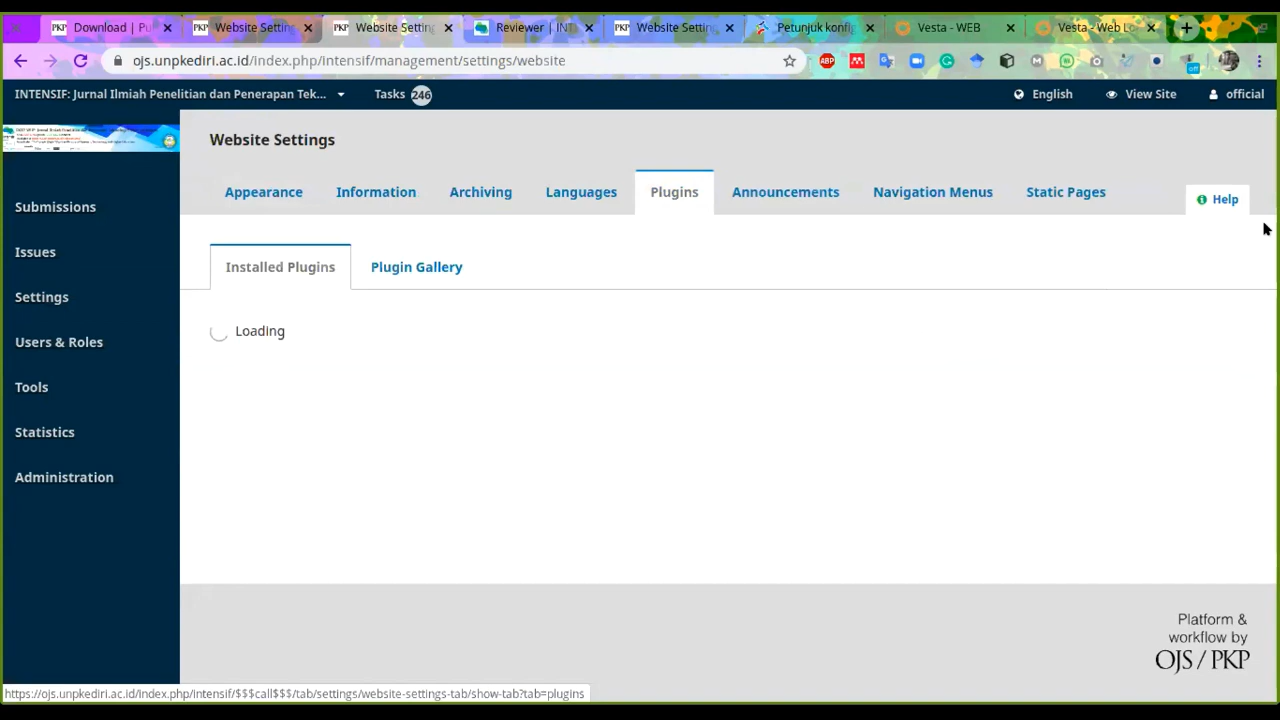 Download | Pu
Website Settin
Website Settin
Reviewer | INT
Website Settin
Petunjuk konfig
Vesta - WEB
Vesta - Web Lo
ojs.unpkediri.ac.id/index.php/intensif/management/settings/website
INTENSIF: Jurnal Ilmiah Penelitian dan Penerapan Tek...
Tasks 246
English
View Site
official
Website Settings
Appearance
Information
Archiving
Languages
Plugins
Announcements
Navigation Menus
Static Pages
Help
Submissions
Issues
Settings
Users & Roles
Tools
Statistics
Administration
Installed Plugins
Plugin Gallery
Loading
Platform &
workflow by
OJS / PKP
https://ojs.unpkediri.ac.id/index.php/intensif/$$$call$$$/tab/settings/website-settings-tab/show-tab?tab=plugins